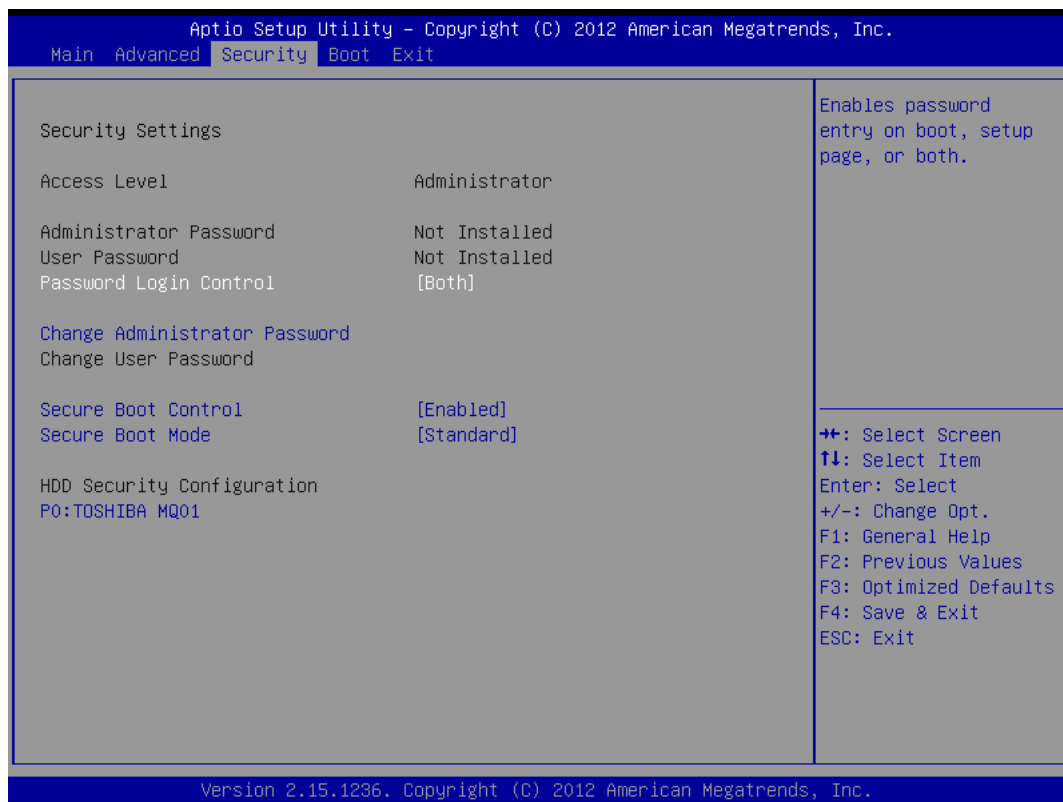 Aptio Setup Utility – Copyright (C) 2012 American Megatrends, Inc.
Main Advanced Security Boot Exit
Security Settings
Access Level Administrator
Administrator Password Not Installed
User Password Not Installed
Password Login Control [Both]
Change Administrator Password
Change User Password
Secure Boot Control [Enabled]
Secure Boot Mode [Standard]
HDD Security Configuration
P0:TOSHIBA MQ01
Enables password
entry on boot, setup
page, or both.
→←: Select Screen
↑↓: Select Item
Enter: Select
+/-: Change Opt.
F1: General Help
F2: Previous Values
F3: Optimized Defaults
F4: Save & Exit
ESC: Exit
Version 2.15.1236. Copyright (C) 2012 American Megatrends, Inc.